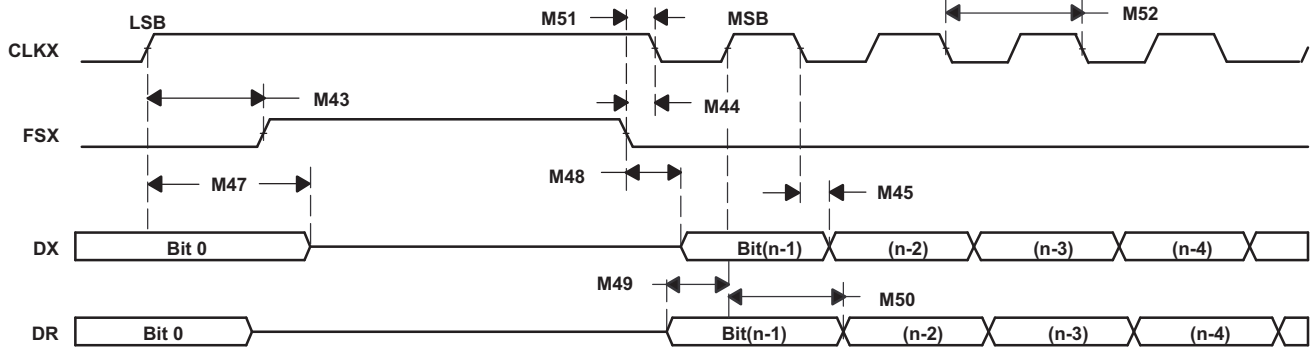 LSB M51 MSB M52
CLKX
M43 M44
FSX
M47 M48 M45
DX Bit 0 Bit(n-1) (n-2) (n-3) (n-4)
M49 M50
DR Bit 0 Bit(n-1) (n-2) (n-3) (n-4)